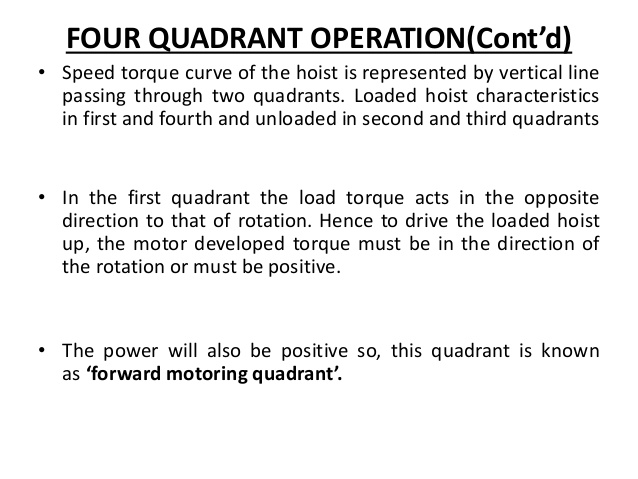 FOUR QUADRANT OPERATION(Cont’d)
• Speed torque curve of the hoist is represented by vertical line
passing through two quadrants. Loaded hoist characteristics
in first and fourth and unloaded in second and third quadrants
• In the first quadrant the load torque acts in the opposite
direction to that of rotation. Hence to drive the loaded hoist
up, the motor developed torque must be in the direction of
the rotation or must be positive.
• The power will also be positive so, this quadrant is known
as ‘forward motoring quadrant’.